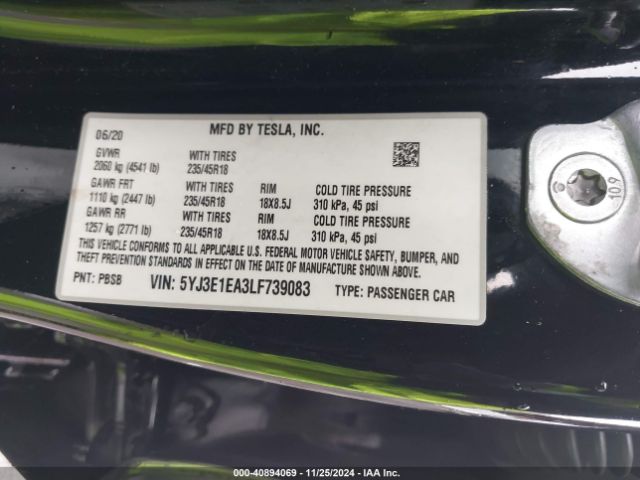 06/20 MFD BY TESLA, INC.
GVWR WITH TIRES
2060 kg (4541 lb) 235/45R18
GAWR FRT WITH TIRES RIM COLD TIRE PRESSURE
1110 kg (2447 lb) 235/45R18 18X8.5J 310 kPa, 45 psi
GAWR RR WITH TIRES RIM COLD TIRE PRESSURE
1257 kg (2771 lb) 235/45R18 18X8.5J 310 kPa, 45 psi
THIS VEHICLE CONFORMS TO ALL APPLICABLE U.S. FEDERAL MOTOR VEHICLE SAFETY, BUMPER, AND
THEFT PREVENTION STANDARDS IN EFFECT ON THE DATE OF MANUFACTURE SHOWN ABOVE.
PNT: PBSB VIN: 5YJ3E1EA3LF739083 TYPE: PASSENGER CAR
10.9
000-40894069 - 11/25/2024 - IAA Inc.